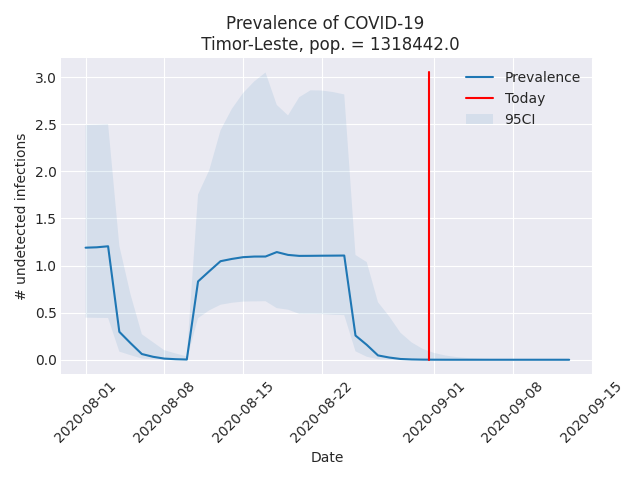 Prevalence of COVID-19
Timor-Leste, pop. = 1318442.0
Prevalence
Today
95CI
3.0
2.5
2.0
1.5
1.0
0.5
0.0
# undetected infections
2020-08-01
2020-08-08
2020-08-15
2020-08-22
2020-09-01
2020-09-08
2020-09-15
Date